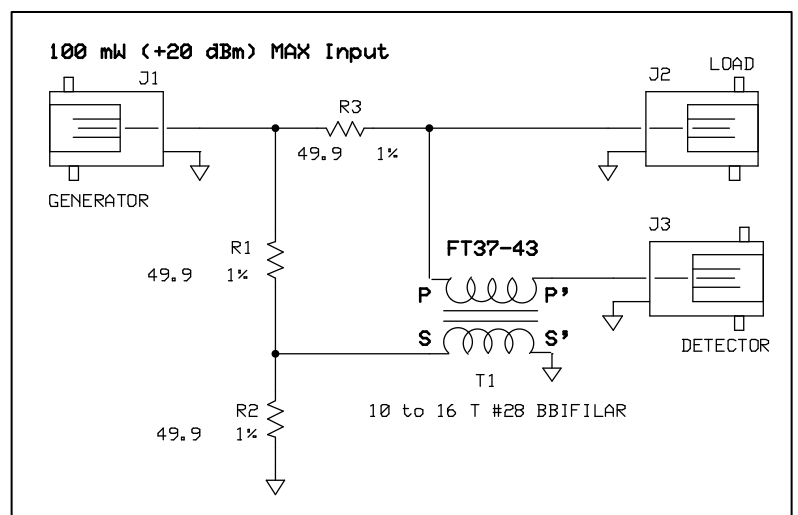 100 mW (+20 dBm) MAX Input
J1
J2
LOAD
R3
49.9 1%
GENERATOR
J3
R1
49.9 1%
FT37-43
P P'
S S'
DETECTOR
T1
R2
49.9 1%
10 to 16 T #28 BBIFILAR